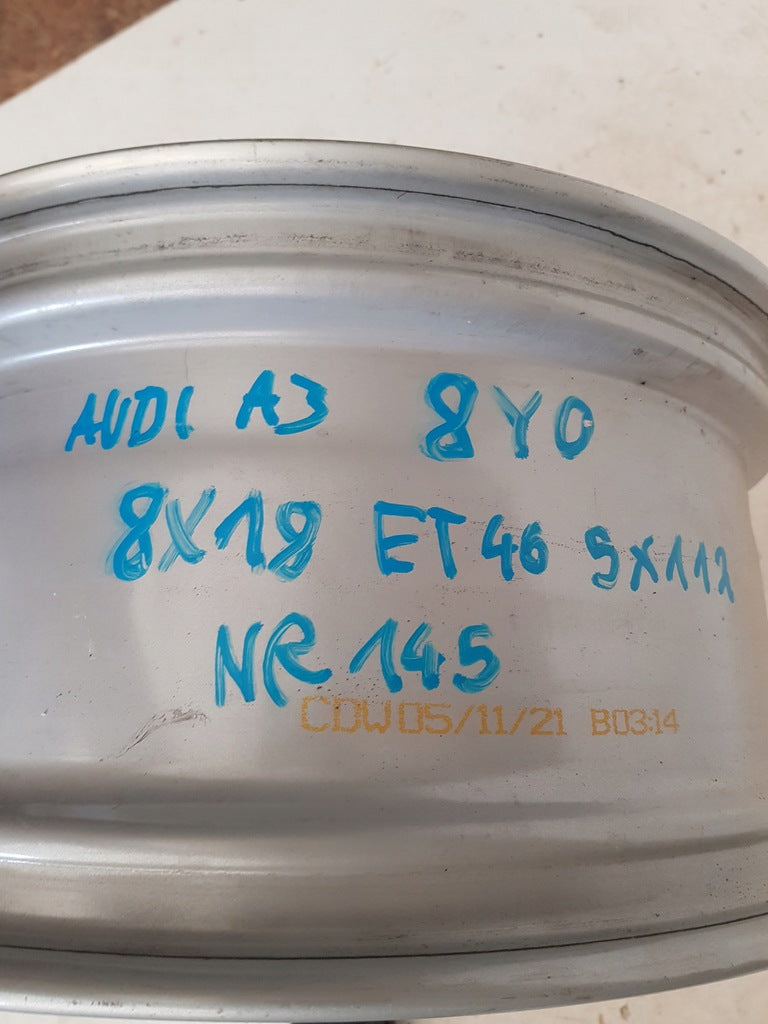 AUDI A3 8Y0
8X18 ET46 5X112
NR 145
CDW05/11/21 B03:14